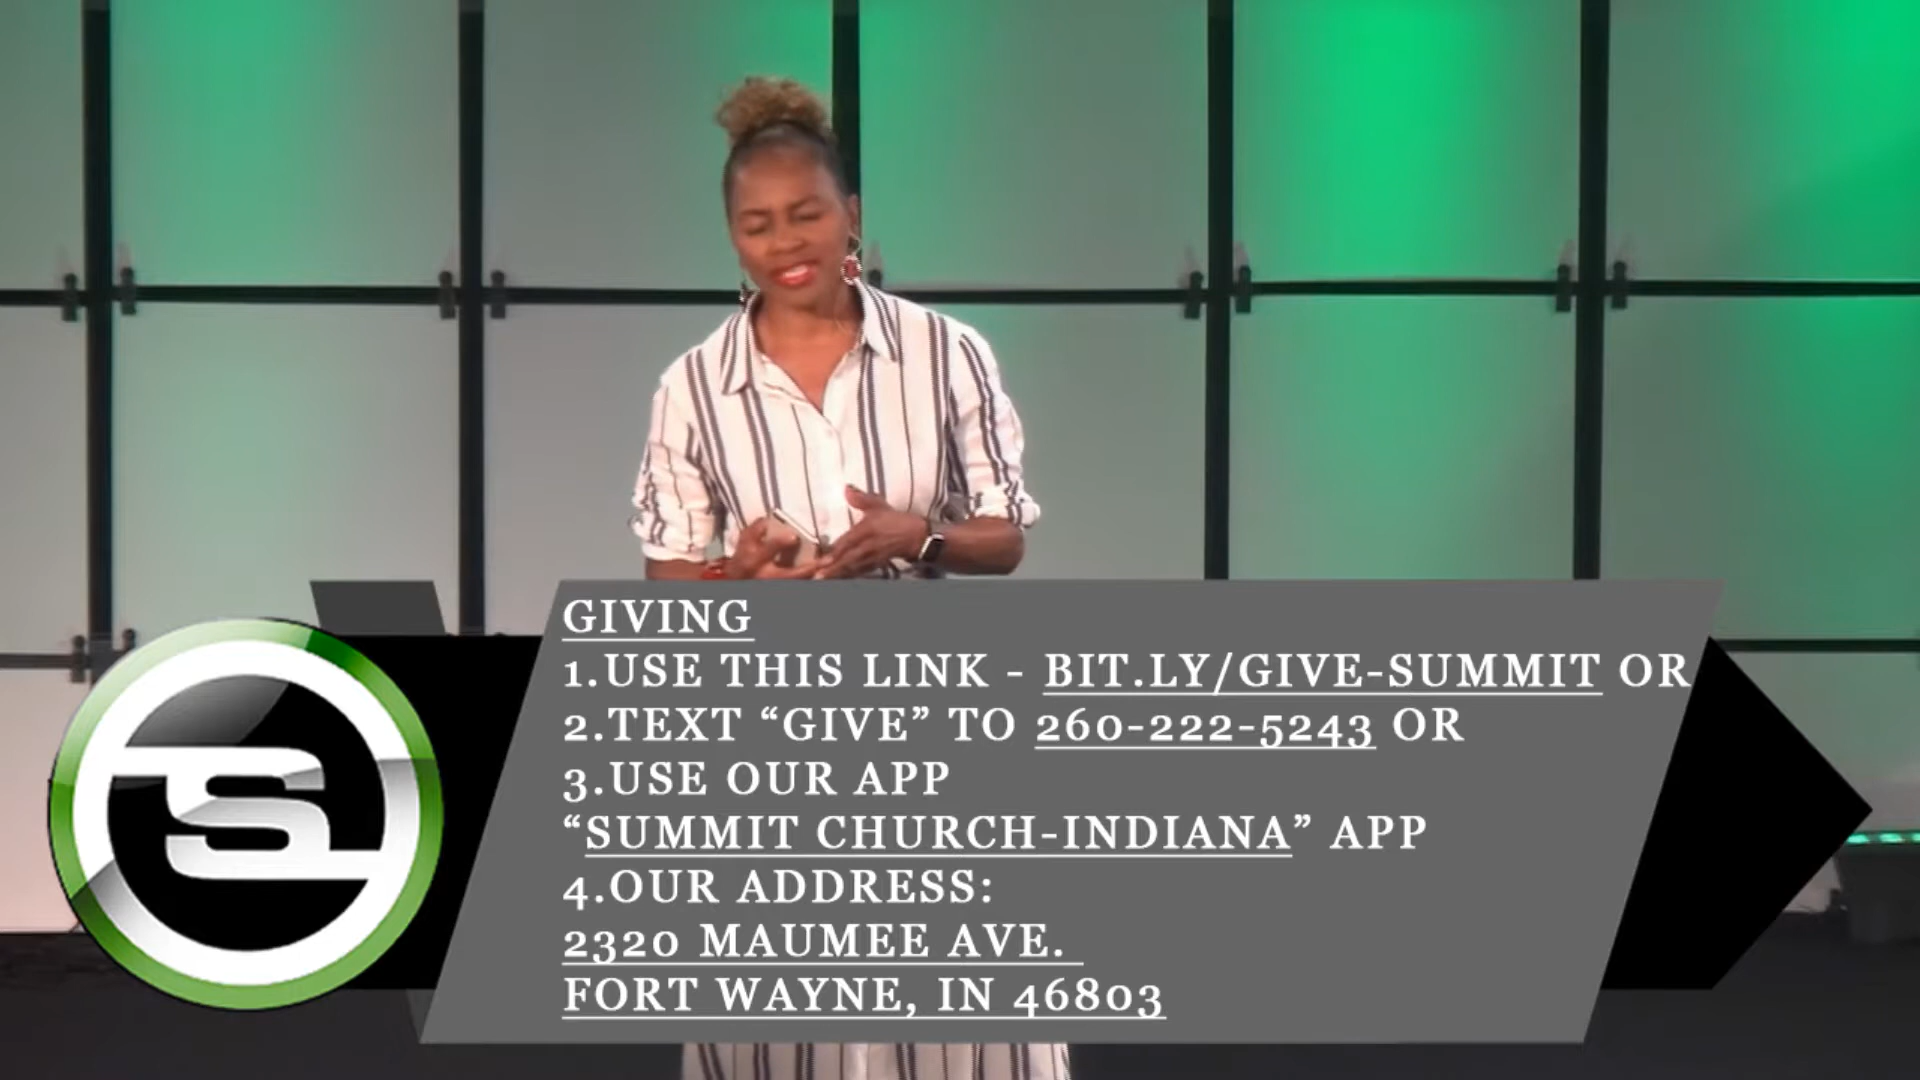 GIVING
1.USE THIS LINK - BIT.LY/GIVE-SUMMIT OR
2.TEXT “GIVE” TO 260-222-5243 OR
3.USE OUR APP
“SUMMIT CHURCH-INDIANA” APP
4.OUR ADDRESS:
2320 MAUMEE AVE.
FORT WAYNE, IN 46803
S